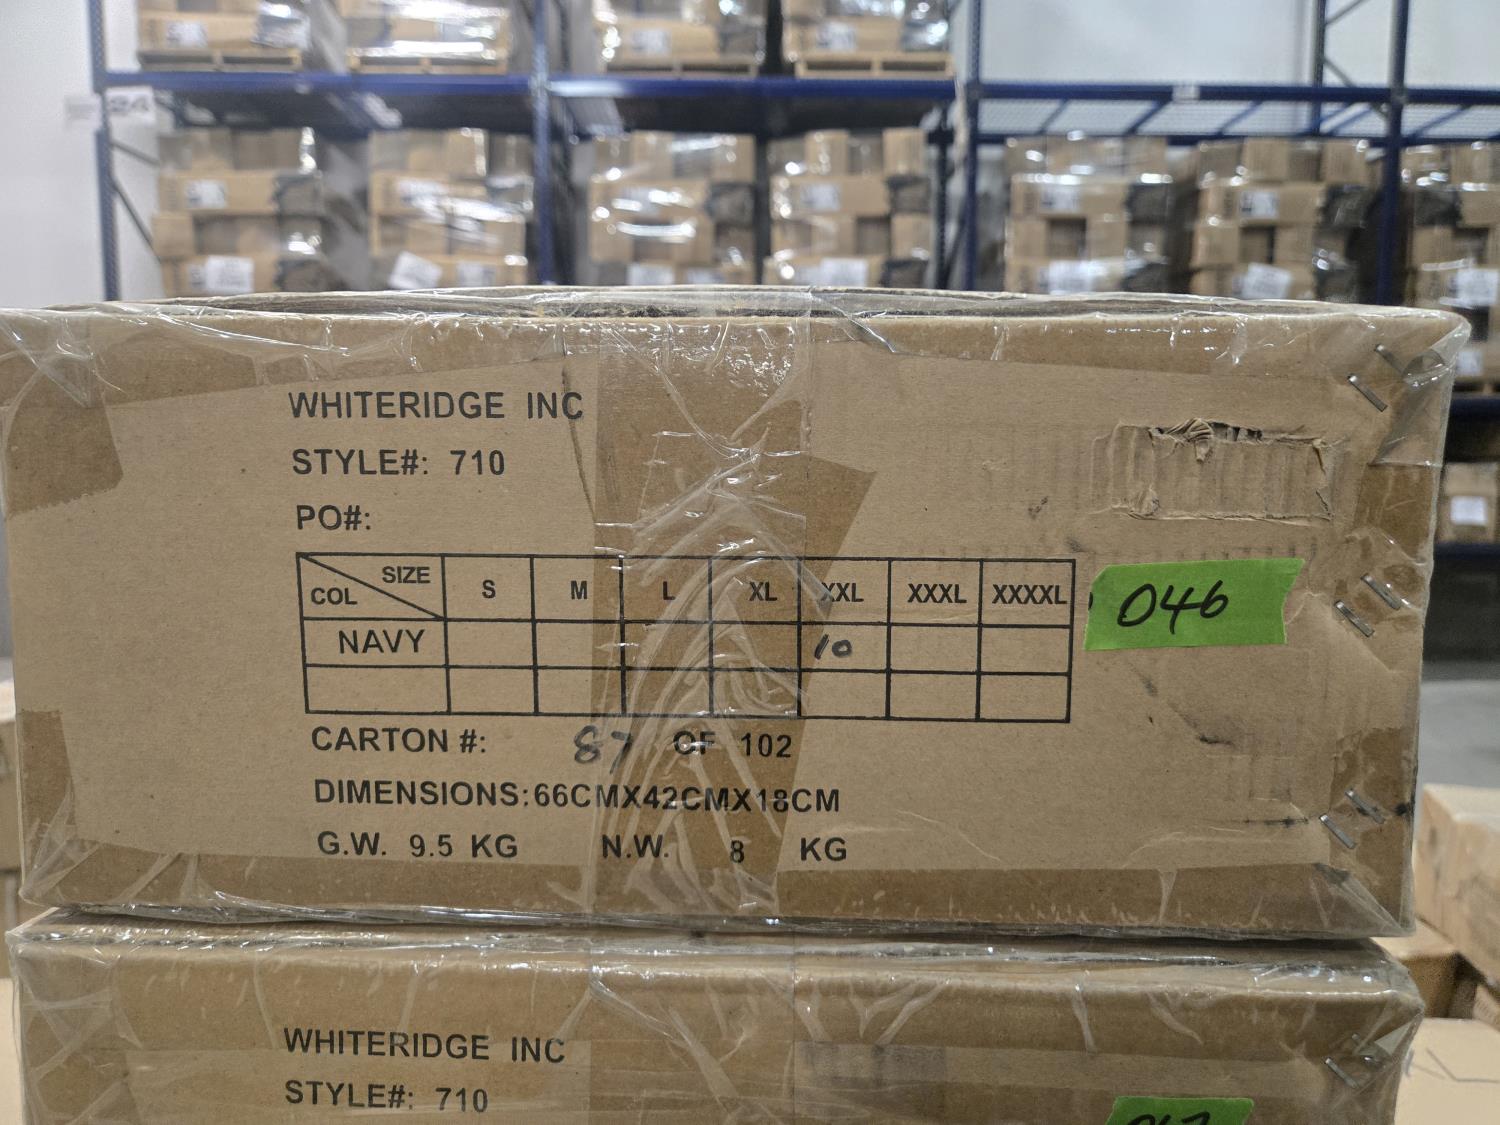 24
WHITERIDGE INC
STYLE#: 710
PO#:
SIZE COL S M L XL XXL XXXL XXXXL
NAVY 10
046
CARTON #: 87 OF 102
DIMENSIONS:66CMX42CMX18CM
G.W. 9.5 KG N.W. 8 KG
WHITERIDGE INC
STYLE#: 710